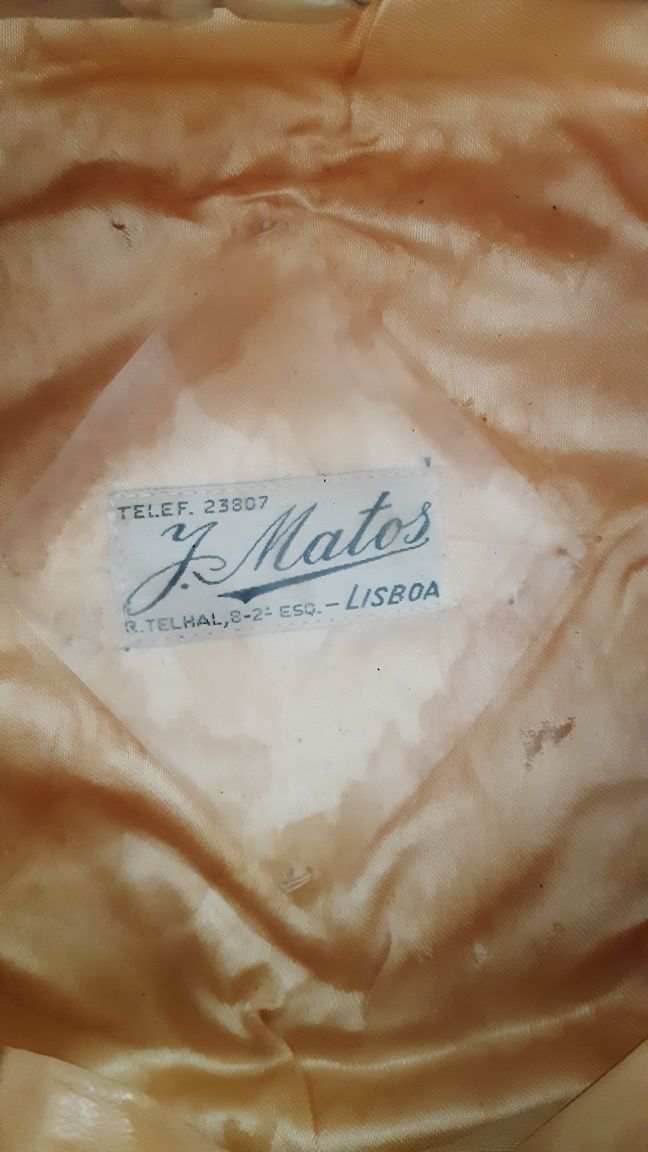 TELEF. 23807
J. Matos
R. TELHAL, 8-2º ESQ. - LISBOA